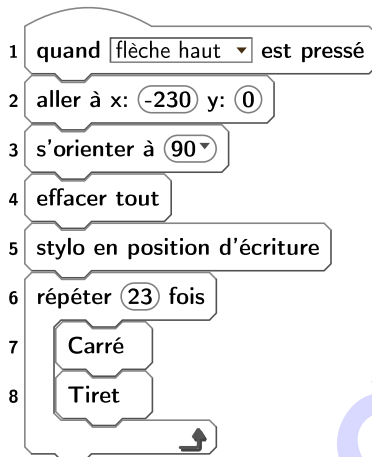 1 quand flèche haut est pressé
2 aller à x: -230 y: 0
3 s'orienter à 90
4 effacer tout
5 stylo en position d'écriture
6 répéter 23 fois
7 Carré
8 Tiret